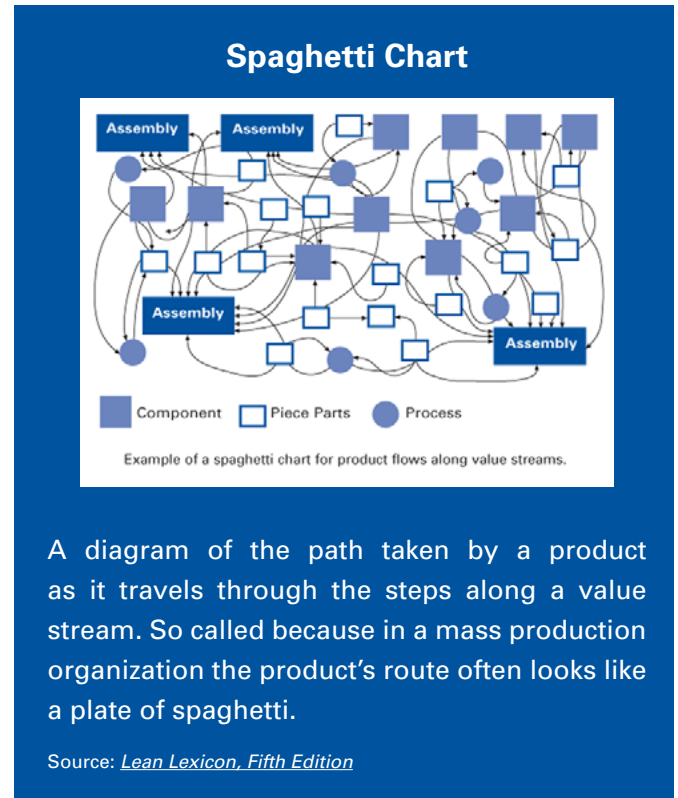 Spaghetti Chart
Assembly
Assembly
Assembly
Assembly
Component
Piece Parts
Process
Example of a spaghetti chart for product flows along value streams.
A diagram of the path taken by a product
as it travels through the steps along a value
stream. So called because in a mass production
organization the product’s route often looks like
a plate of spaghetti.
Source: Lean Lexicon, Fifth Edition